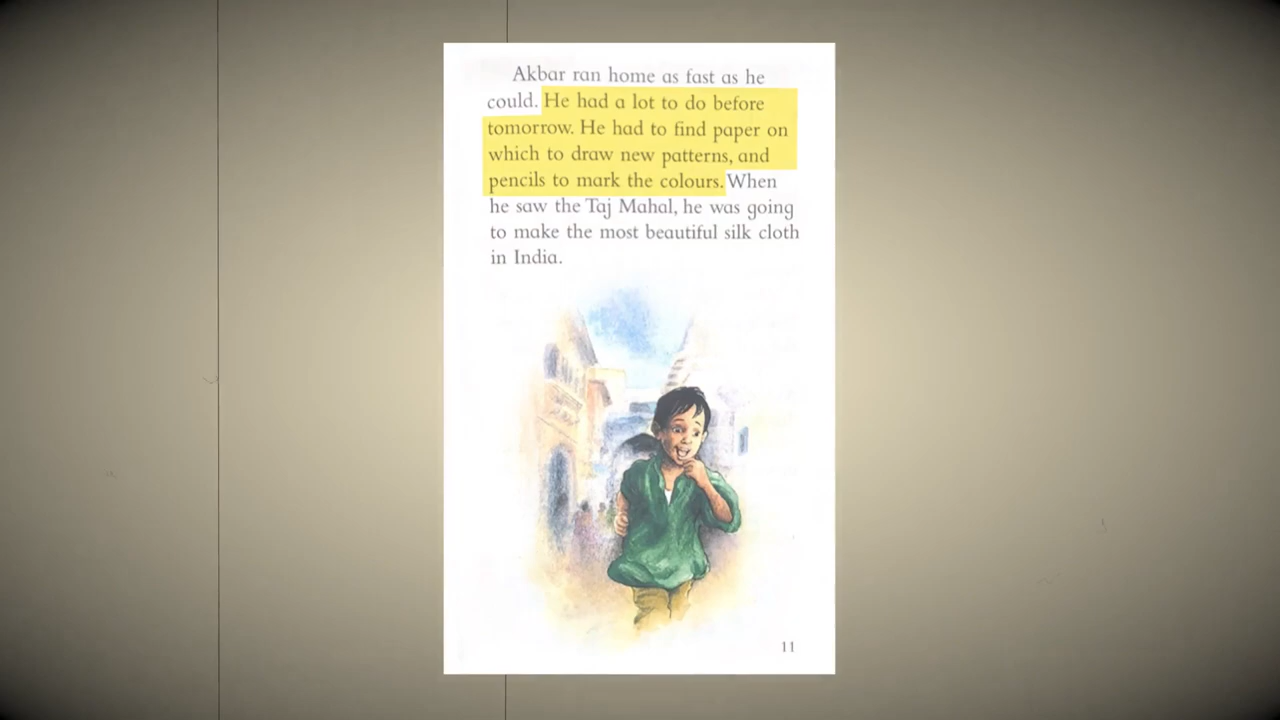 Akbar ran home as fast as he
could. He had a lot to do before
tomorrow. He had to find paper on
which to draw new patterns, and
pencils to mark the colours. When
he saw the Taj Mahal, he was going
to make the most beautiful silk cloth
in India.
11